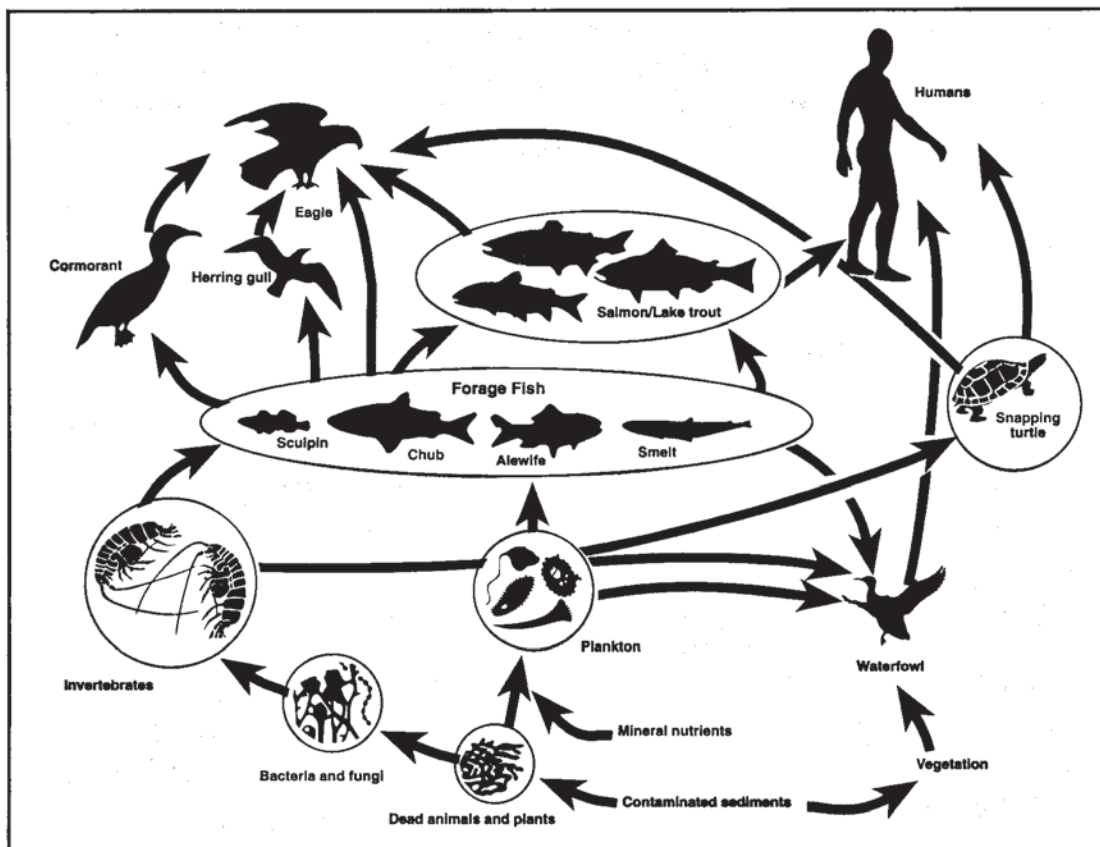 Humans
Eagle
Cormorant
Herring gull
Salmon/Lake trout
Forage Fish
Sculpin
Chub
Alewife
Smelt
Snapping
turtle
Plankton
Waterfowl
Invertebrates
Mineral nutrients
Bacteria and fungi
Vegetation
Contaminated sediments
Dead animals and plants